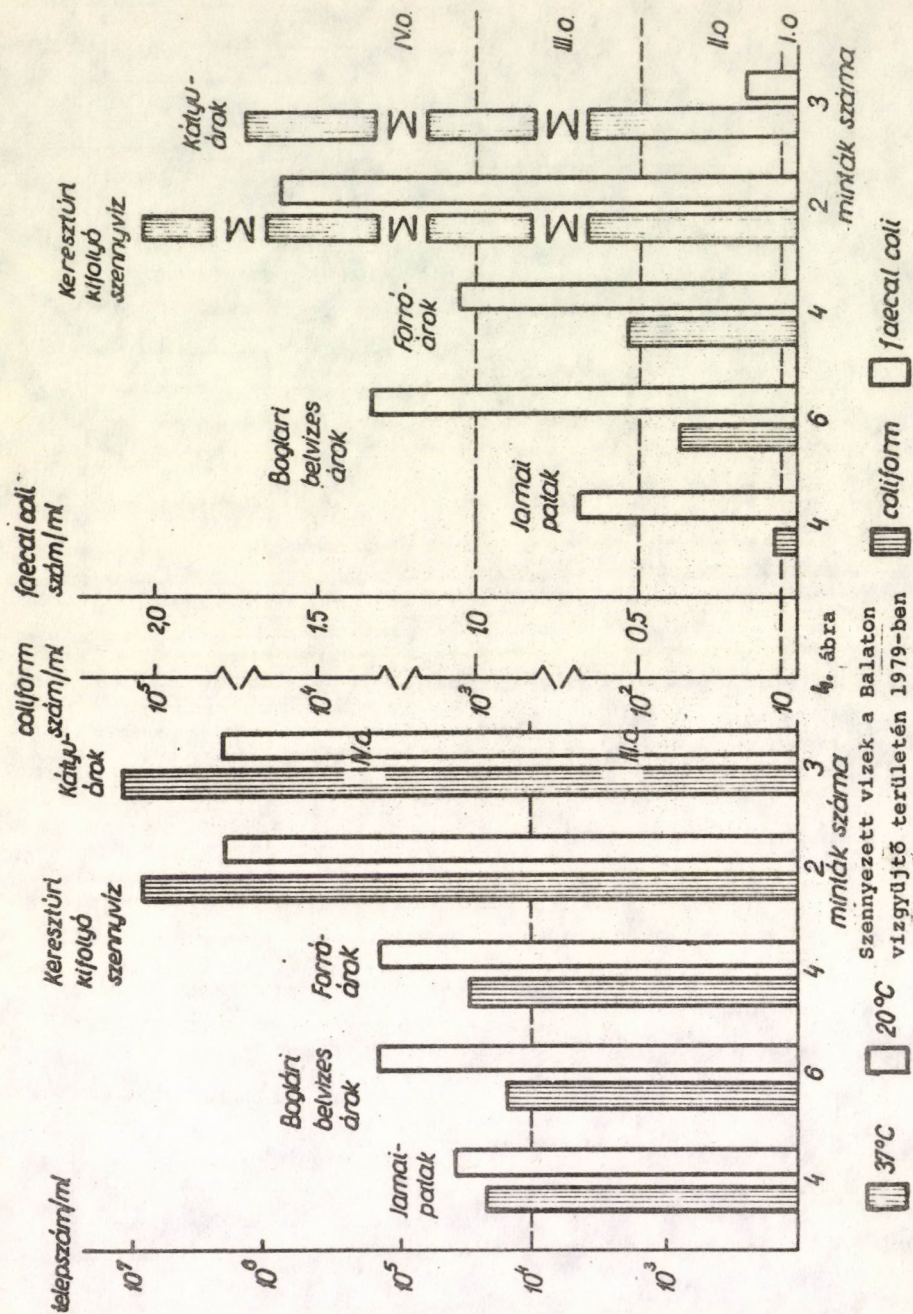 telepszám/ml
10⁷
10⁶
10⁵
10⁴
10³
Jamai-
patak
Boglári
belvizes
árok
Forró-
árok
Keresztúri
kifolyó
szennyvíz
Kátyu-
árok
IV.o.
III.o.
4
6
4
2
3
minták száma
37°C
20°C
coliform
szám/ml
faecal coli-
szám/ml
10⁵
10⁴
10³
10²
10
2,0
1,5
1,0
0,5
Jamai
patak
Boglári
belvizes
árok
Forró-
árok
Keresztúri
kifolyó
szennyvíz
Kátyu-
árok
IV.o.
III.o.
II.o
I.o
4
6
4
2
3
minták száma
coliform
faecal coli
4. ábra
Szennyezett vizek a Balaton
vizgyüjtő területén 1979-ben